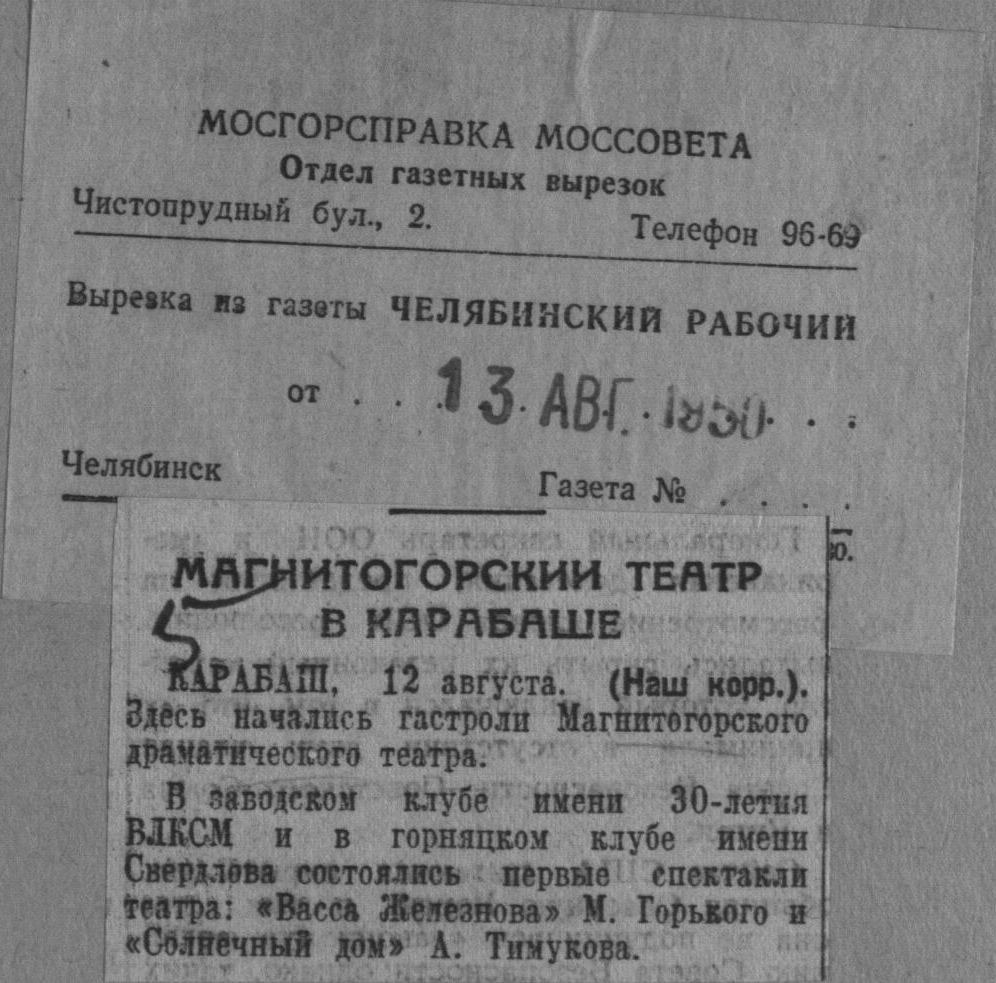 МОСГОРСПРАВКА МОССОВЕТА
Отдел газетных вырезок
Чистопрудный бул., 2. Телефон 96-69
Вырезка из газеты ЧЕЛЯБИНСКИЙ РАБОЧИЙ
от . . 13. АВГ. 1950 . . .
Челябинск Газета № . . . .
ю.
МАГНИТОГОРСКИЙ ТЕАТР
В КАРАБАШЕ
КАРАБАШ, 12 августа. (Наш корр.).
Здесь начались гастроли Магнитогорского
драматического театра.
В заводском клубе имени 30-летия
ВЛКСМ и в горняцком клубе имени
Свердлова состоялись первые спектакли
театра: «Васса Железнова» М. Горького и
«Солнечный дом» А. Тимукова.